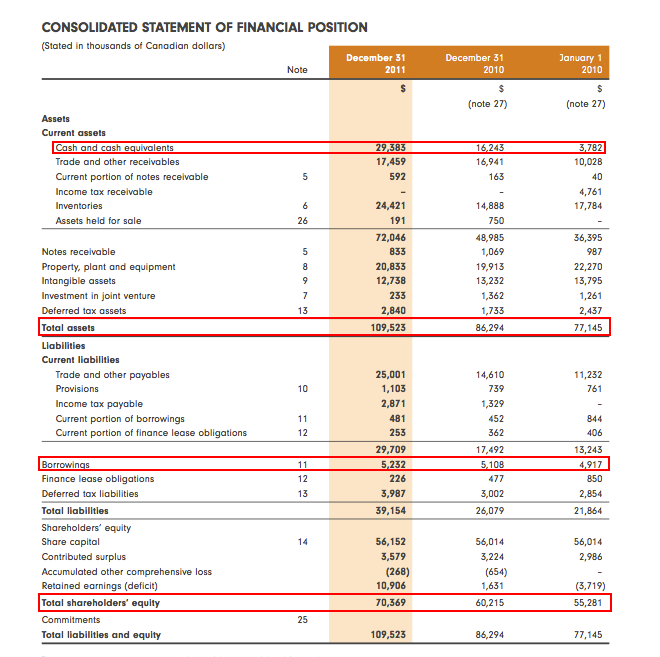 CONSOLIDATED STATEMENT OF FINANCIAL POSITION
(Stated in thousands of Canadian dollars)
December 31 December 31 January 1
Note 2011 2010 2010
$ $ $
(note 27) (note 27)
Assets
Current assets
Cash and cash equivalents 29,383 16,243 3,782
Trade and other receivables 17,459 16,941 10,028
Current portion of notes receivable 5 592 163 40
Income tax receivable – – 4,761
Inventories 6 24,421 14,888 17,784
Assets held for sale 26 191 750 –
72,046 48,985 36,395
Notes receivable 5 833 1,069 987
Property, plant and equipment 8 20,833 19,913 22,270
Intangible assets 9 12,738 13,232 13,795
Investment in joint venture 7 233 1,362 1,261
Deferred tax assets 13 2,840 1,733 2,437
Total assets 109,523 86,294 77,145
Liabilities
Current liabilities
Trade and other payables 25,001 14,610 11,232
Provisions 10 1,103 739 761
Income tax payable 2,871 1,329 –
Current portion of borrowings 11 481 452 844
Current portion of finance lease obligations 12 253 362 406
29,709 17,492 13,243
Borrowings 11 5,232 5,108 4,917
Finance lease obligations 12 226 477 850
Deferred tax liabilities 13 3,987 3,002 2,854
Total liabilities 39,154 26,079 21,864
Shareholders' equity
Share capital 14 56,152 56,014 56,014
Contributed surplus 3,579 3,224 2,986
Accumulated other comprehensive loss (268) (654) –
Retained earnings (deficit) 10,906 1,631 (3,719)
Total shareholders' equity 70,369 60,215 55,281
Commitments 25
Total liabilities and equity 109,523 86,294 77,145